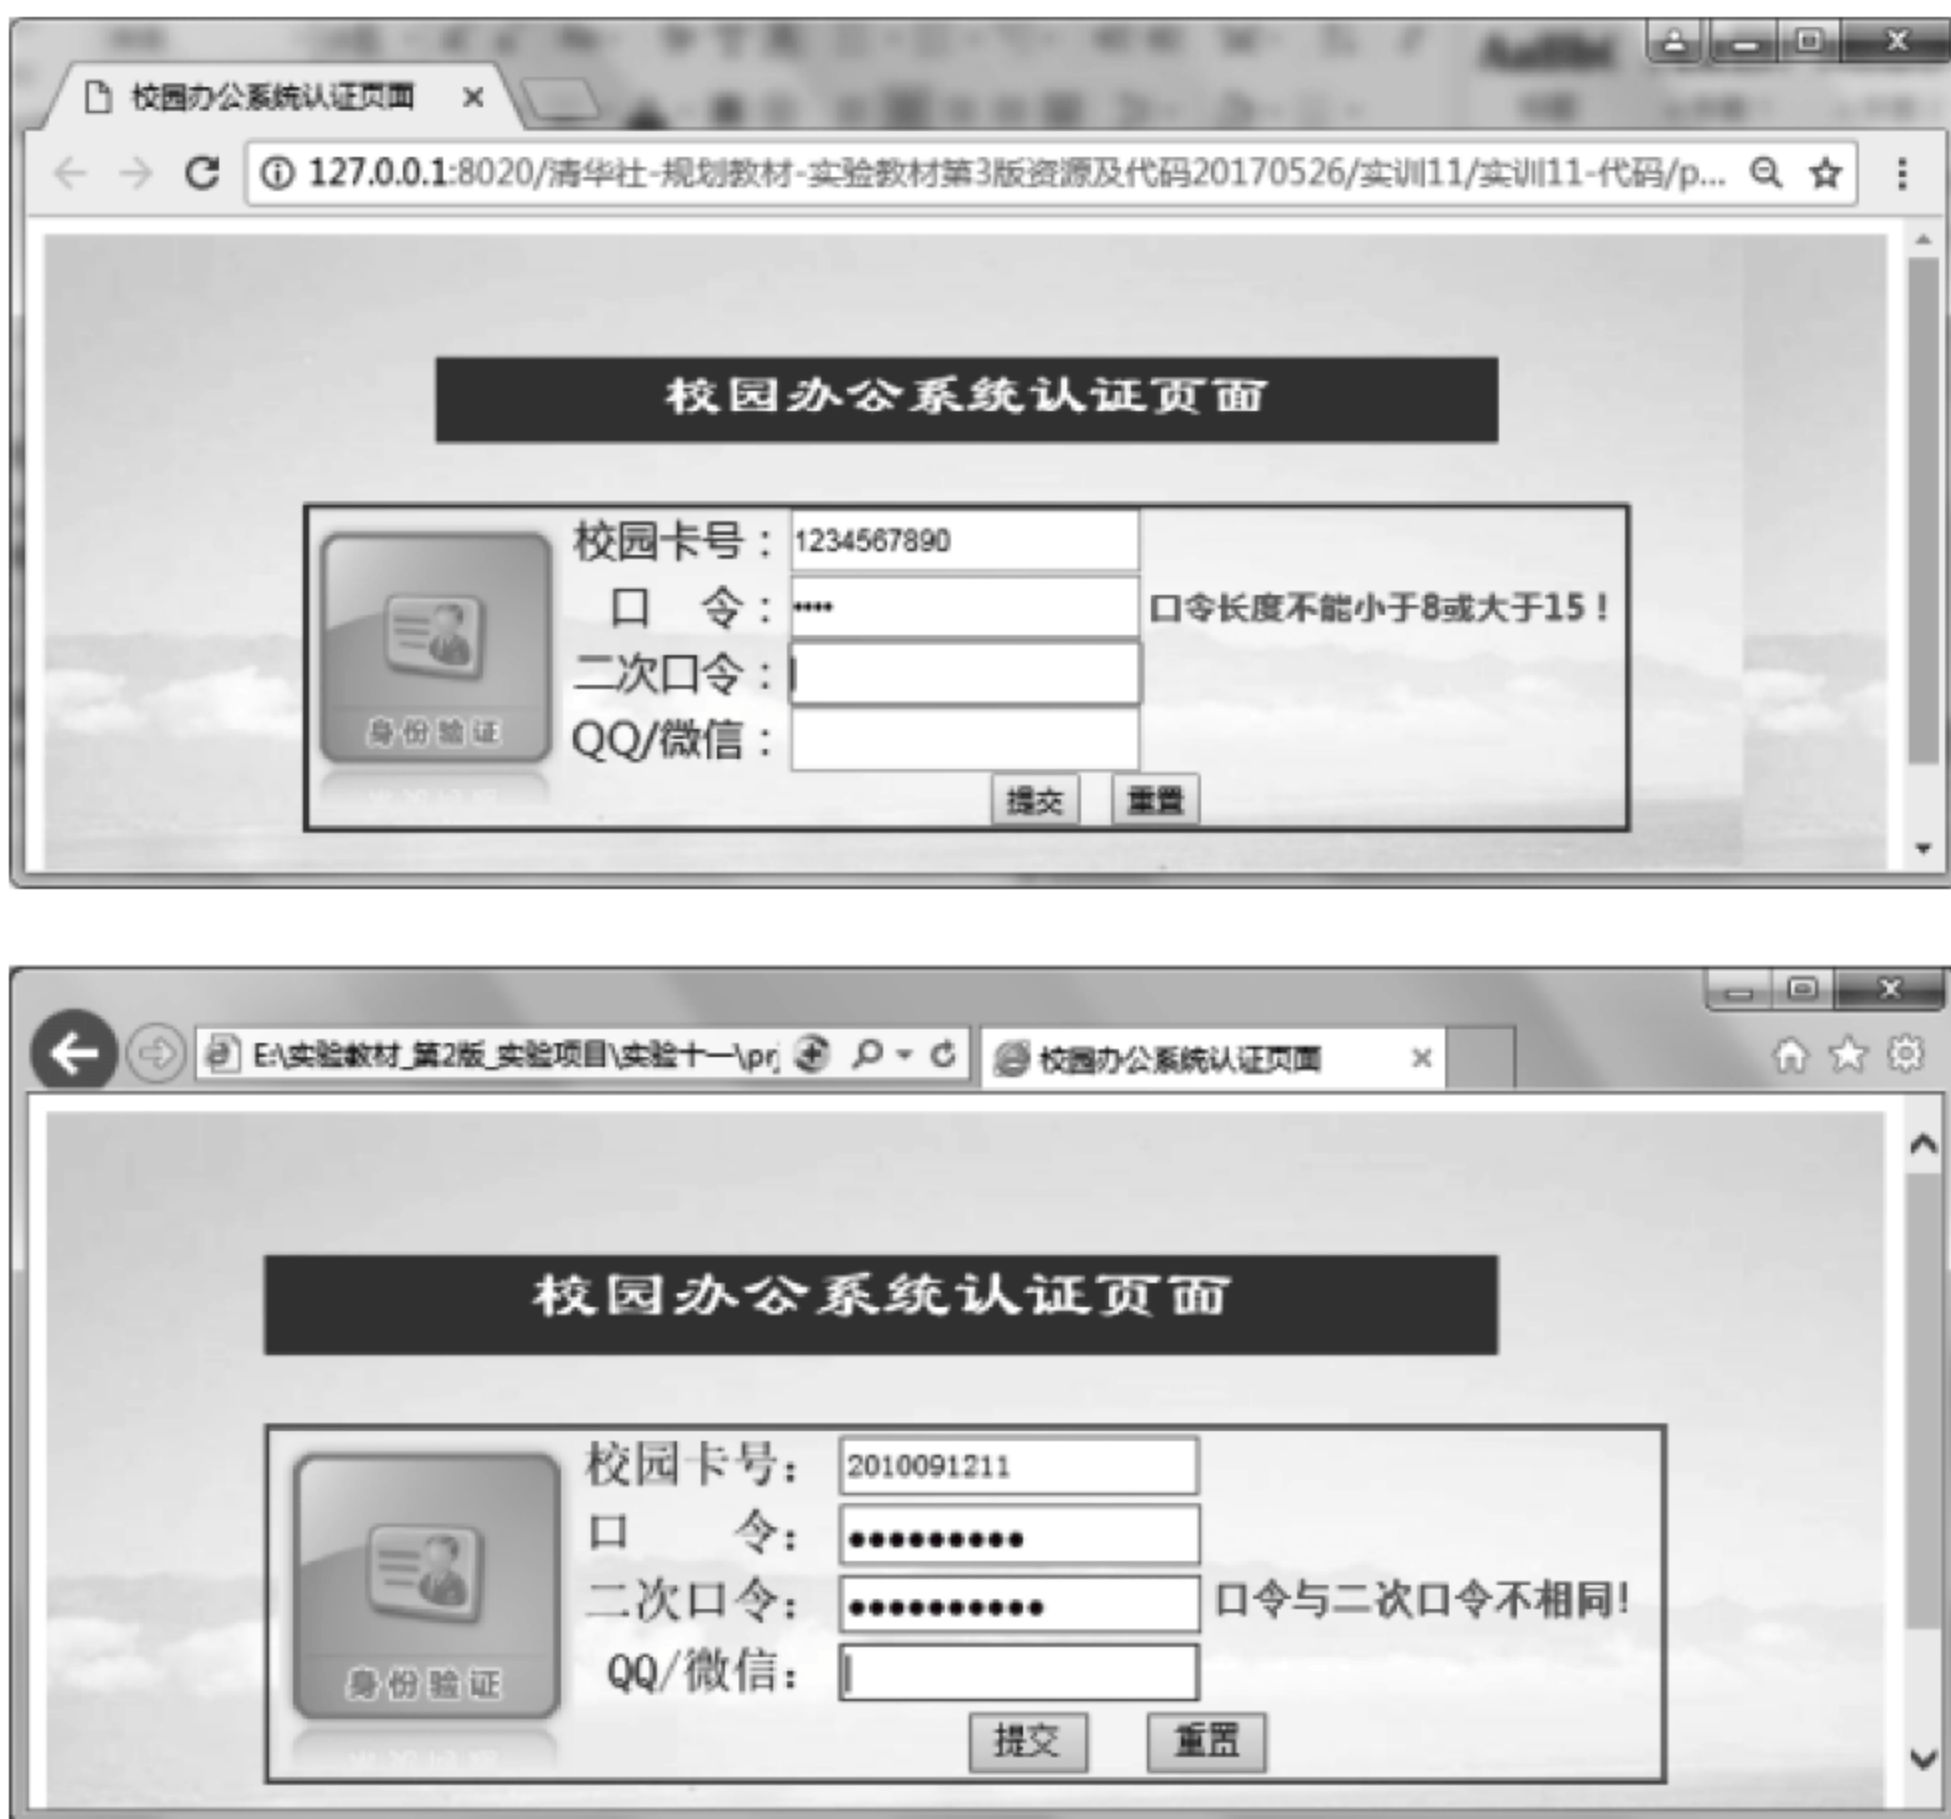 校园办公系统认证页面
127.0.0.1:8020/清华社-规划教材-实验教材第3版资源及代码20170526/实训11/实训11-代码/p...
校园办公系统认证页面
校园卡号：1234567890
口 令：•••• 口令长度不能小于8或大于15！
二次口令：
身份验证
QQ/微信：
提交 重置
E:\实验教材_第2版_实验项目\实验十一\prj
校园办公系统认证页面
校园办公系统认证页面
校园卡号：2010091211
口 令：•••••••••
二次口令：•••••••••• 口令与二次口令不相同!
身份验证
QQ/微信：
提交 重置